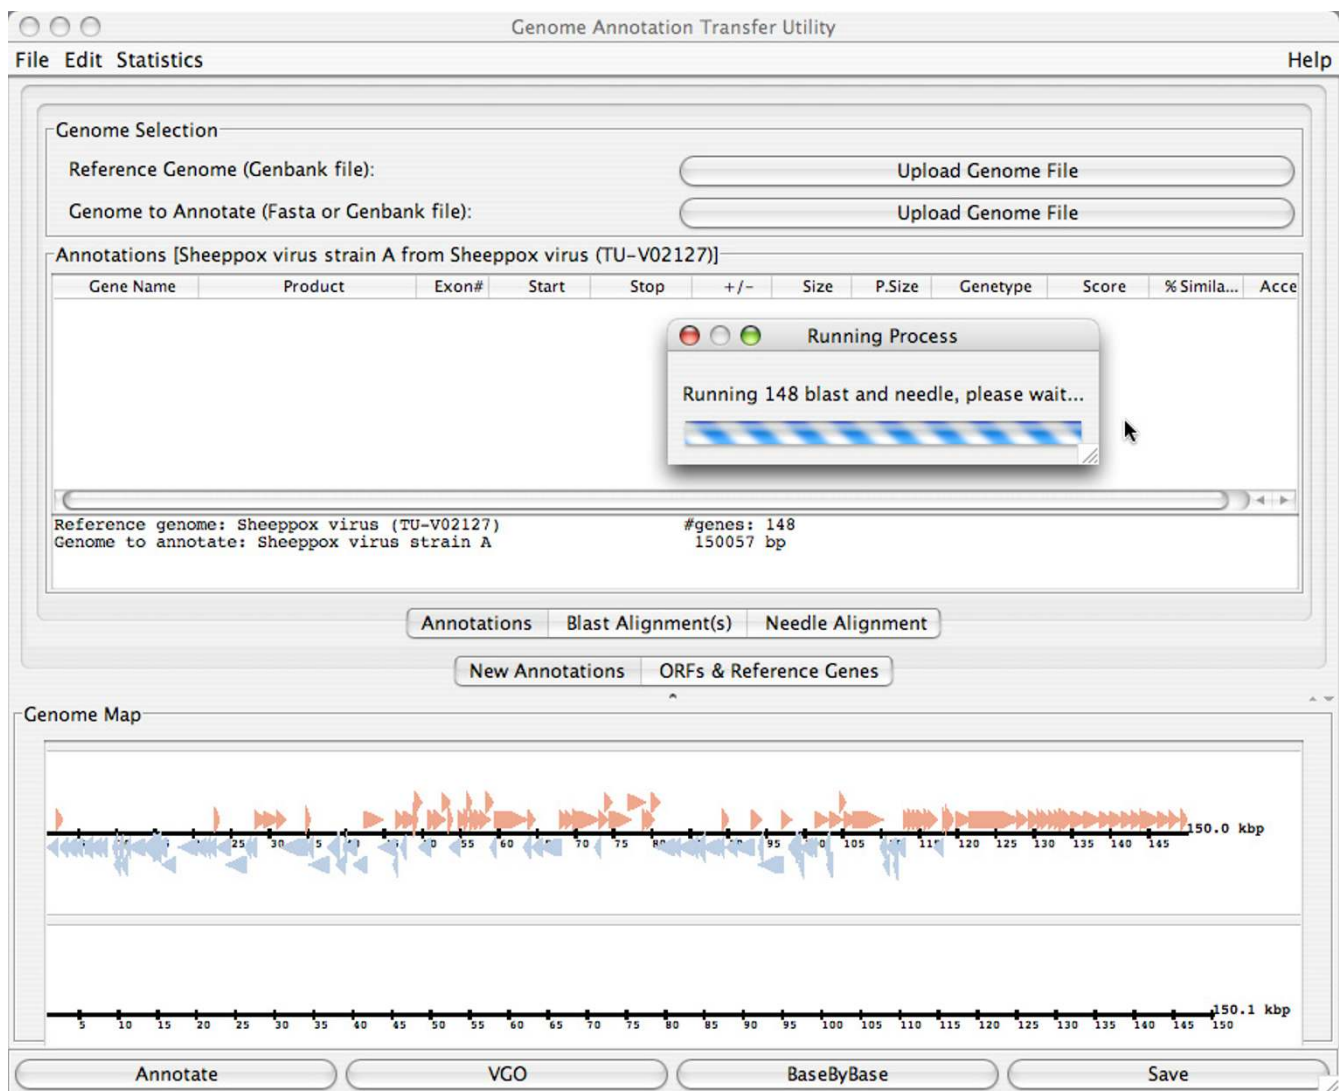 Genome Annotation Transfer Utility
File Edit Statistics Help
Genome Selection
Reference Genome (Genbank file): Upload Genome File
Genome to Annotate (Fasta or Genbank file): Upload Genome File
Annotations [Sheeppox virus strain A from Sheeppox virus (TU-V02127)]
Gene Name Product Exon# Start Stop +/- Size P.Size Genetype Score % Simila... Acce
Running Process
Running 148 blast and needle, please wait...
Reference genome: Sheeppox virus (TU-V02127) #genes: 148
Genome to annotate: Sheeppox virus strain A 150057 bp
Annotations Blast Alignment(s) Needle Alignment
New Annotations ORFs & Reference Genes
Genome Map
150.0 kbp
25 30 55 60 65 70 75 95 105 120 125 130 135 140 145
150.1 kbp
5 10 15 20 25 30 35 40 45 50 55 60 65 70 75 80 85 90 95 100 105 110 115 120 125 130 135 140 145 150
Annotate VGO BaseByBase Save